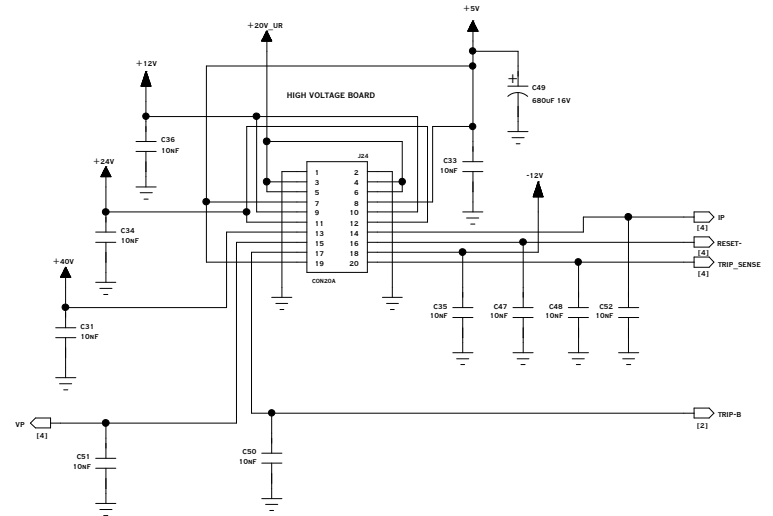 +5V
+20V_UR
+12V
C49
680UF 16V
HIGH VOLTAGE BOARD
C36
10NF
J24
+24V
C33
10NF
-12V
1 2
3 4
5 6
7 8
9 10
11 12
13 14
15 16
17 18
19 20
CON20A
C34
10NF
IP
[4]
RESET-
[4]
TRIP_SENSE
[4]
+40V
C31
10NF
C35
10NF
C47
10NF
C48
10NF
C52
10NF
VP
[4]
TRIP-B
[2]
C51
10NF
C50
10NF